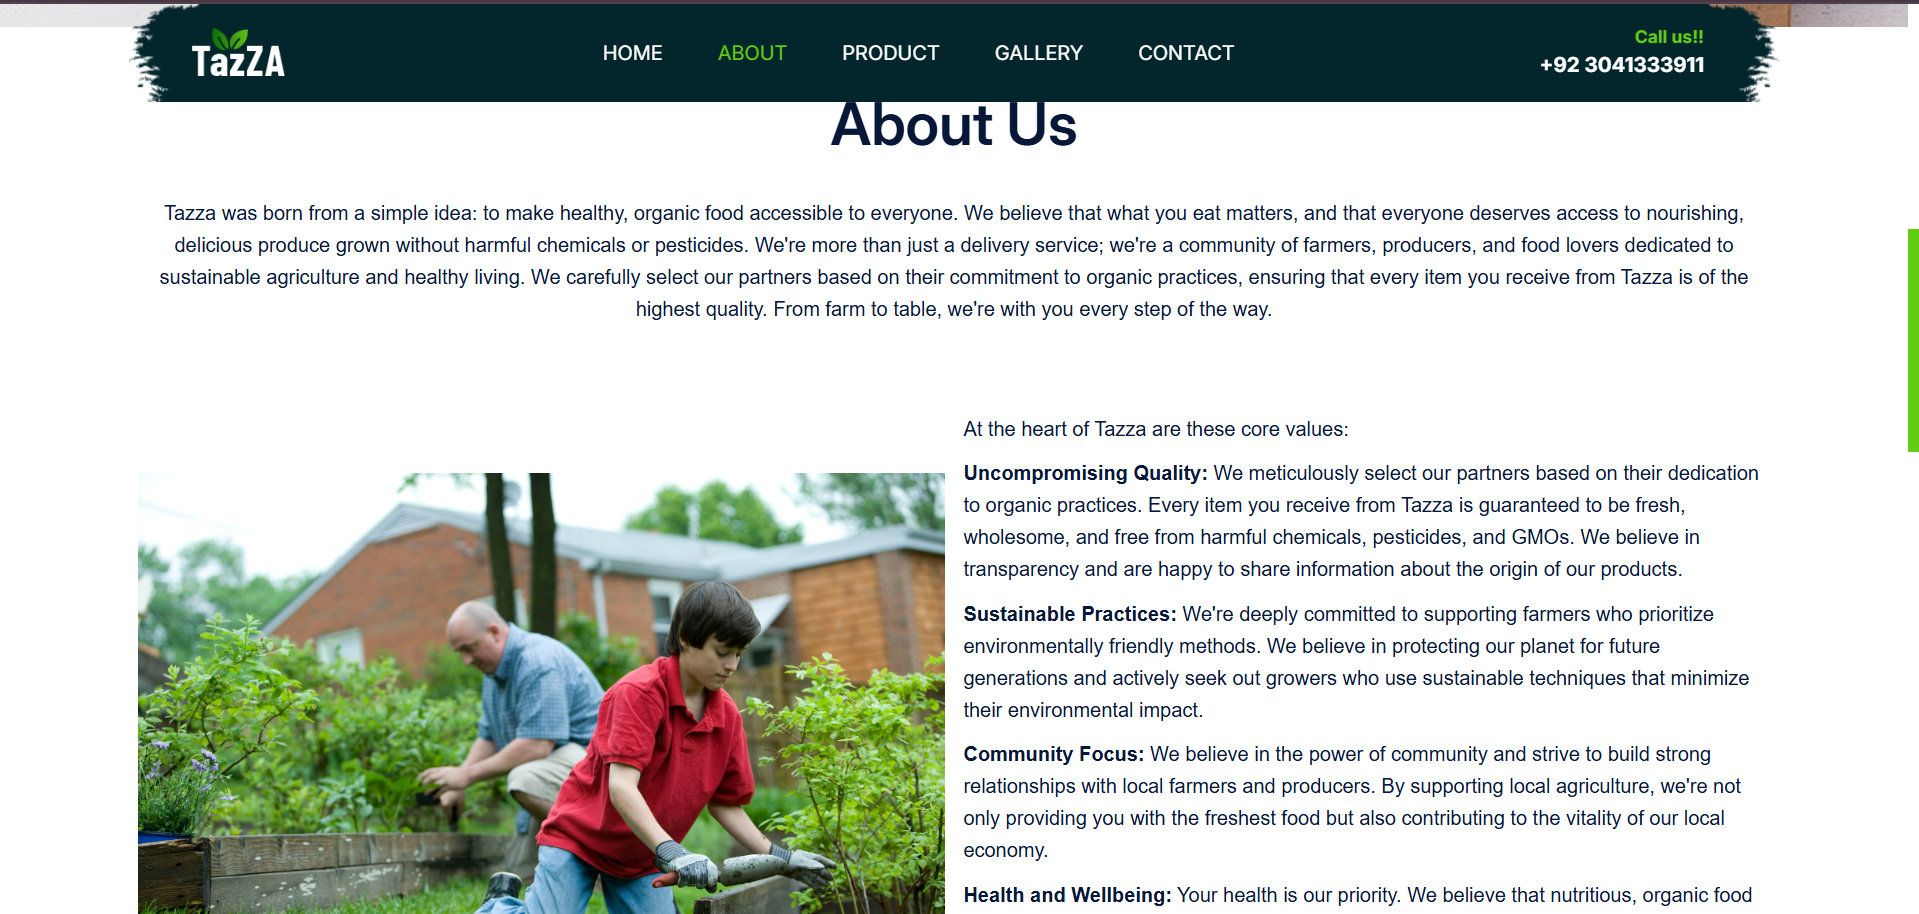 TazZA
HOME
ABOUT
PRODUCT
GALLERY
CONTACT
Call us!!
+92 3041333911
About Us
Tazza was born from a simple idea: to make healthy, organic food accessible to everyone. We believe that what you eat matters, and that everyone deserves access to nourishing,
delicious produce grown without harmful chemicals or pesticides. We're more than just a delivery service; we're a community of farmers, producers, and food lovers dedicated to
sustainable agriculture and healthy living. We carefully select our partners based on their commitment to organic practices, ensuring that every item you receive from Tazza is of the
highest quality. From farm to table, we're with you every step of the way.
At the heart of Tazza are these core values:
Uncompromising Quality: We meticulously select our partners based on their dedication
to organic practices. Every item you receive from Tazza is guaranteed to be fresh,
wholesome, and free from harmful chemicals, pesticides, and GMOs. We believe in
transparency and are happy to share information about the origin of our products.
Sustainable Practices: We're deeply committed to supporting farmers who prioritize
environmentally friendly methods. We believe in protecting our planet for future
generations and actively seek out growers who use sustainable techniques that minimize
their environmental impact.
Community Focus: We believe in the power of community and strive to build strong
relationships with local farmers and producers. By supporting local agriculture, we're not
only providing you with the freshest food but also contributing to the vitality of our local
economy.
Health and Wellbeing: Your health is our priority. We believe that nutritious, organic food